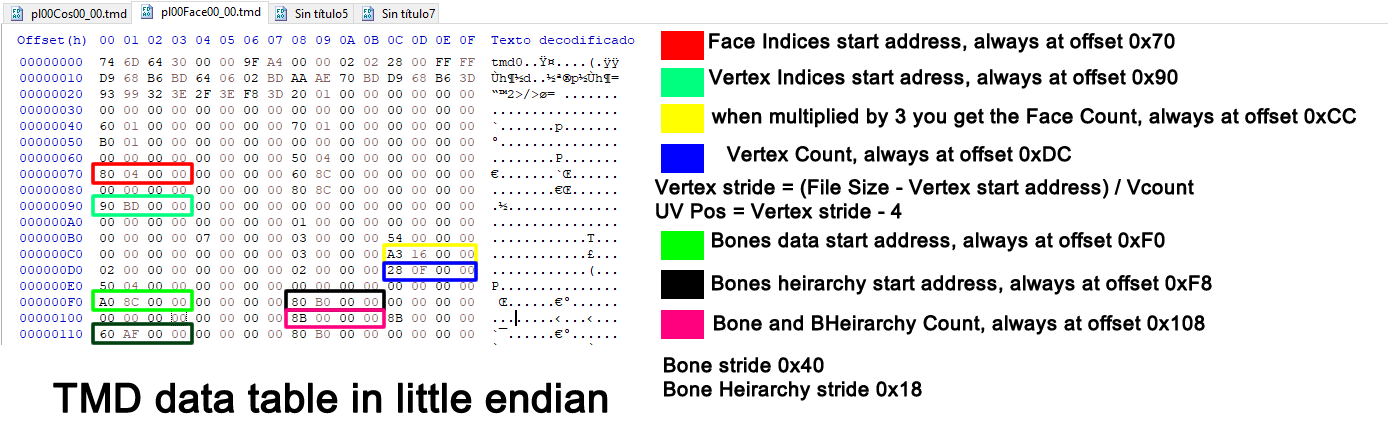 pl00Cos00_00.tmd pl00Face00_00.tmd Sin título5 Sin título7
Offset(h) 00 01 02 03 04 05 06 07 08 09 0A 0B 0C 0D 0E 0F Texto decodificado
00000000 74 6D 64 30 00 00 9F A4 00 00 02 02 28 00 FF FF tmd0..Ÿ¤....(.ÿÿ
00000010 D9 68 B6 BD 64 06 02 BD AA AE 70 BD D9 68 B6 3D Ùh¶½d..½ª®p½Ùh¶=
00000020 93 99 32 3E 2F 3E F8 3D 20 01 00 00 00 00 00 00 “™2>/>ø= .......
00000030 00 00 00 00 00 00 00 00 00 00 00 00 00 00 00 00 ................
00000040 60 01 00 00 00 00 00 00 70 01 00 00 00 00 00 00 `.......p.......
00000050 B0 01 00 00 00 00 00 00 00 00 00 00 00 00 00 00 °...............
00000060 00 00 00 00 00 00 00 00 50 04 00 00 00 00 00 00 ........P.......
00000070 80 04 00 00 00 00 00 00 60 8C 00 00 00 00 00 00 €.......`Œ......
00000080 00 00 00 00 00 00 00 00 80 8C 00 00 00 00 00 00 ........€Œ......
00000090 90 BD 00 00 00 00 00 00 00 00 00 00 00 00 00 00 .½..............
000000A0 00 00 00 00 00 00 00 00 01 00 00 00 00 00 00 00 ................
000000B0 00 00 00 00 07 00 00 00 03 00 00 00 54 00 00 00 ............T...
000000C0 00 00 00 00 00 00 00 00 03 00 00 00 A3 16 00 00 ............£...
000000D0 02 00 00 00 00 00 00 00 02 00 00 00 28 0F 00 00 ............(...
000000E0 50 04 00 00 00 00 00 00 00 00 00 00 00 00 00 00 P...............
000000F0 A0 8C 00 00 00 00 00 00 80 B0 00 00 00 00 00 00 Œ......€°......
00000100 00 00 00 00 00 00 00 00 8B 00 00 00 8B 00 00 00 ........‹...‹...
00000110 60 AF 00 00 00 00 00 00 80 B0 00 00 00 00 00 00 `¯......€°......
TMD data table in little endian
Face Indices start address, always at offset 0x70
Vertex Indices start adress, always at offset 0x90
when multiplied by 3 you get the Face Count, always at offset 0xCC
Vertex Count, always at offset 0xDC
Vertex stride = (File Size - Vertex start address) / Vcount
UV Pos = Vertex stride - 4
Bones data start address, always at offset 0xF0
Bones heirarchy start address, always at offset 0xF8
Bone and BHeirarchy Count, always at offset 0x108
Bone stride 0x40
Bone Heirarchy stride 0x18